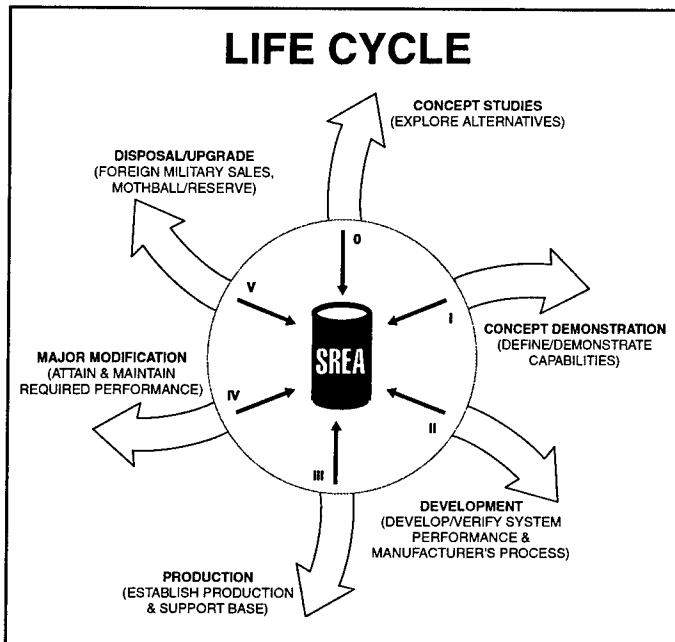 LIFE CYCLE
CONCEPT STUDIES
(EXPLORE ALTERNATIVES)
DISPOSAL/UPGRADE
(FOREIGN MILITARY SALES,
MOTHBALL/RESERVE)
0
V
I
SREA
CONCEPT DEMONSTRATION
(DEFINE/DEMONSTRATE
CAPABILITIES)
MAJOR MODIFICATION
(ATTAIN & MAINTAIN
REQUIRED PERFORMANCE)
IV
II
III
DEVELOPMENT
(DEVELOP/VERIFY SYSTEM
PERFORMANCE &
MANUFACTURER'S PROCESS)
PRODUCTION
(ESTABLISH PRODUCTION
& SUPPORT BASE)